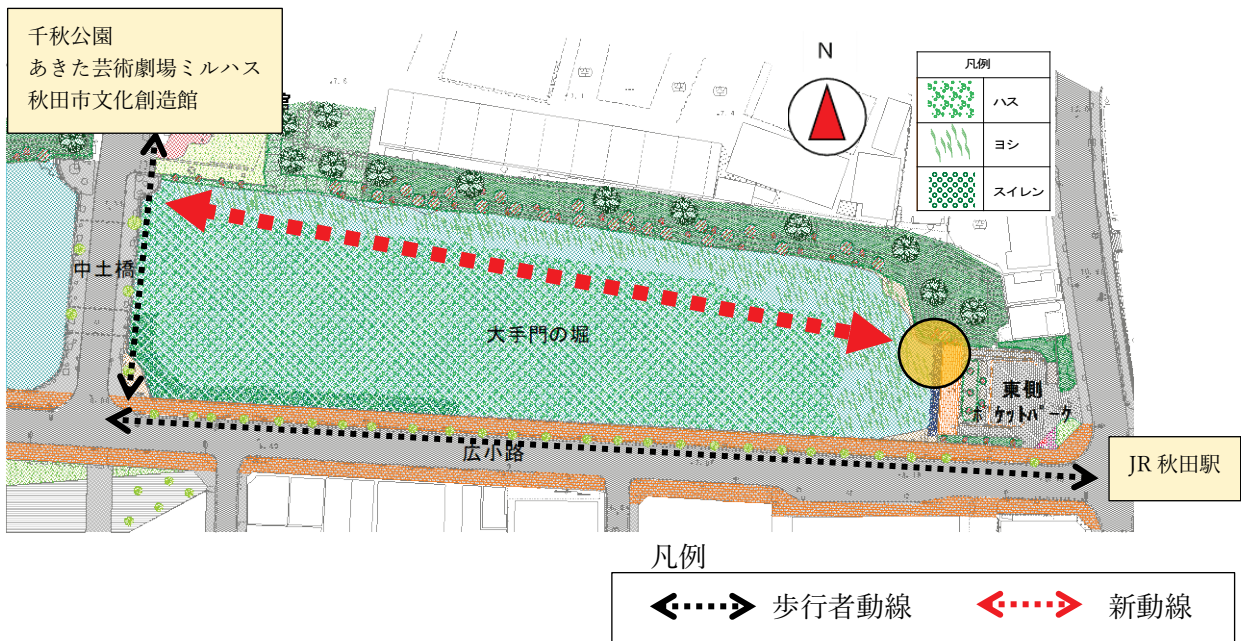 千秋公園
あきた芸術劇場ミルハス
秋田市文化創造館
N
凡例
ハス
ヨシ
スイレン
中土橋
大手門の堀
東側
ポケットパーク
広小路
JR 秋田駅
凡例
歩行者動線
新動線